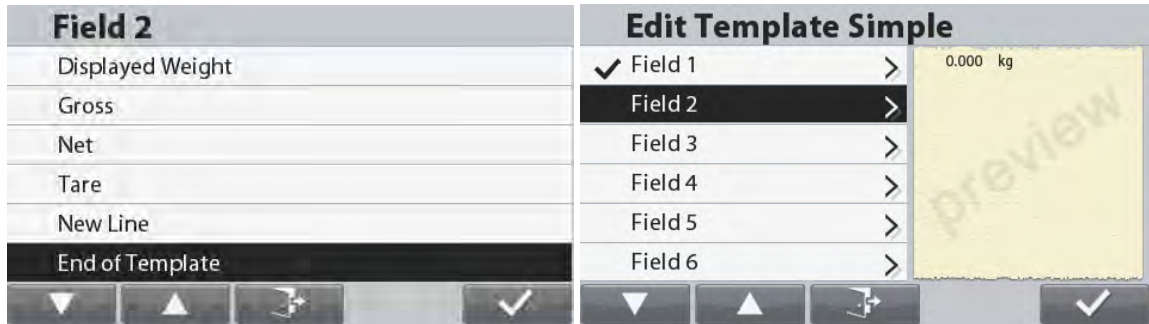 Field 2
Displayed Weight
Gross
Net
Tare
New Line
End of Template
Edit Template Simple
Field 1
Field 2
Field 3
Field 4
Field 5
Field 6
0.000 kg
preview